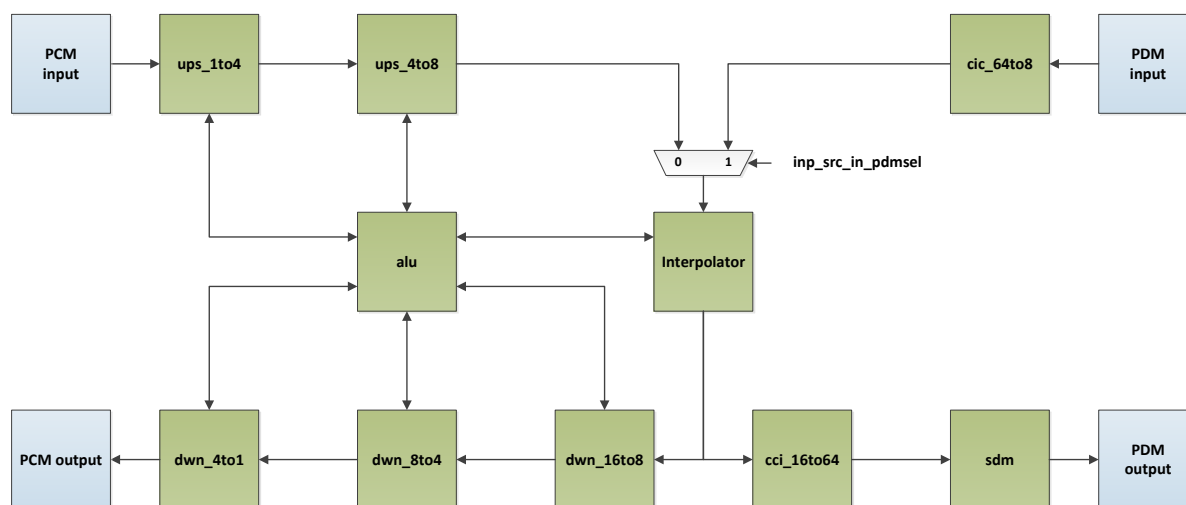 PCM
input
ups_1to4
ups_4to8
cic_64to8
PDM
input
0
1
inp_src_in_pdmsel
alu
Interpolator
PCM output
dwn_4to1
dwn_8to4
dwn_16to8
cci_16to64
sdm
PDM
output